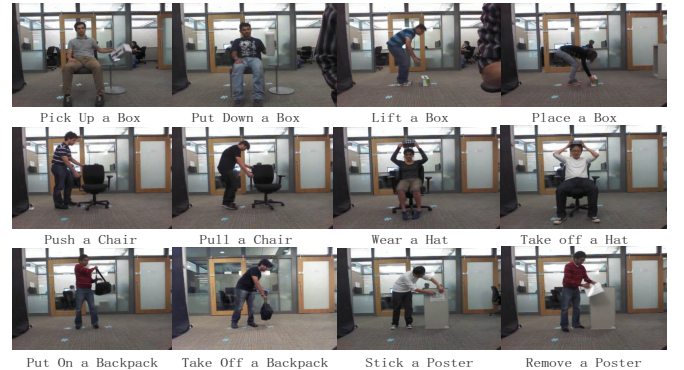 Pick Up a Box
Put Down a Box
Lift a Box
Place a Box
Push a Chair
Pull a Chair
Wear a Hat
Take off a Hat
Put On a Backpack
Take Off a Backpack
Stick a Poster
Remove a Poster